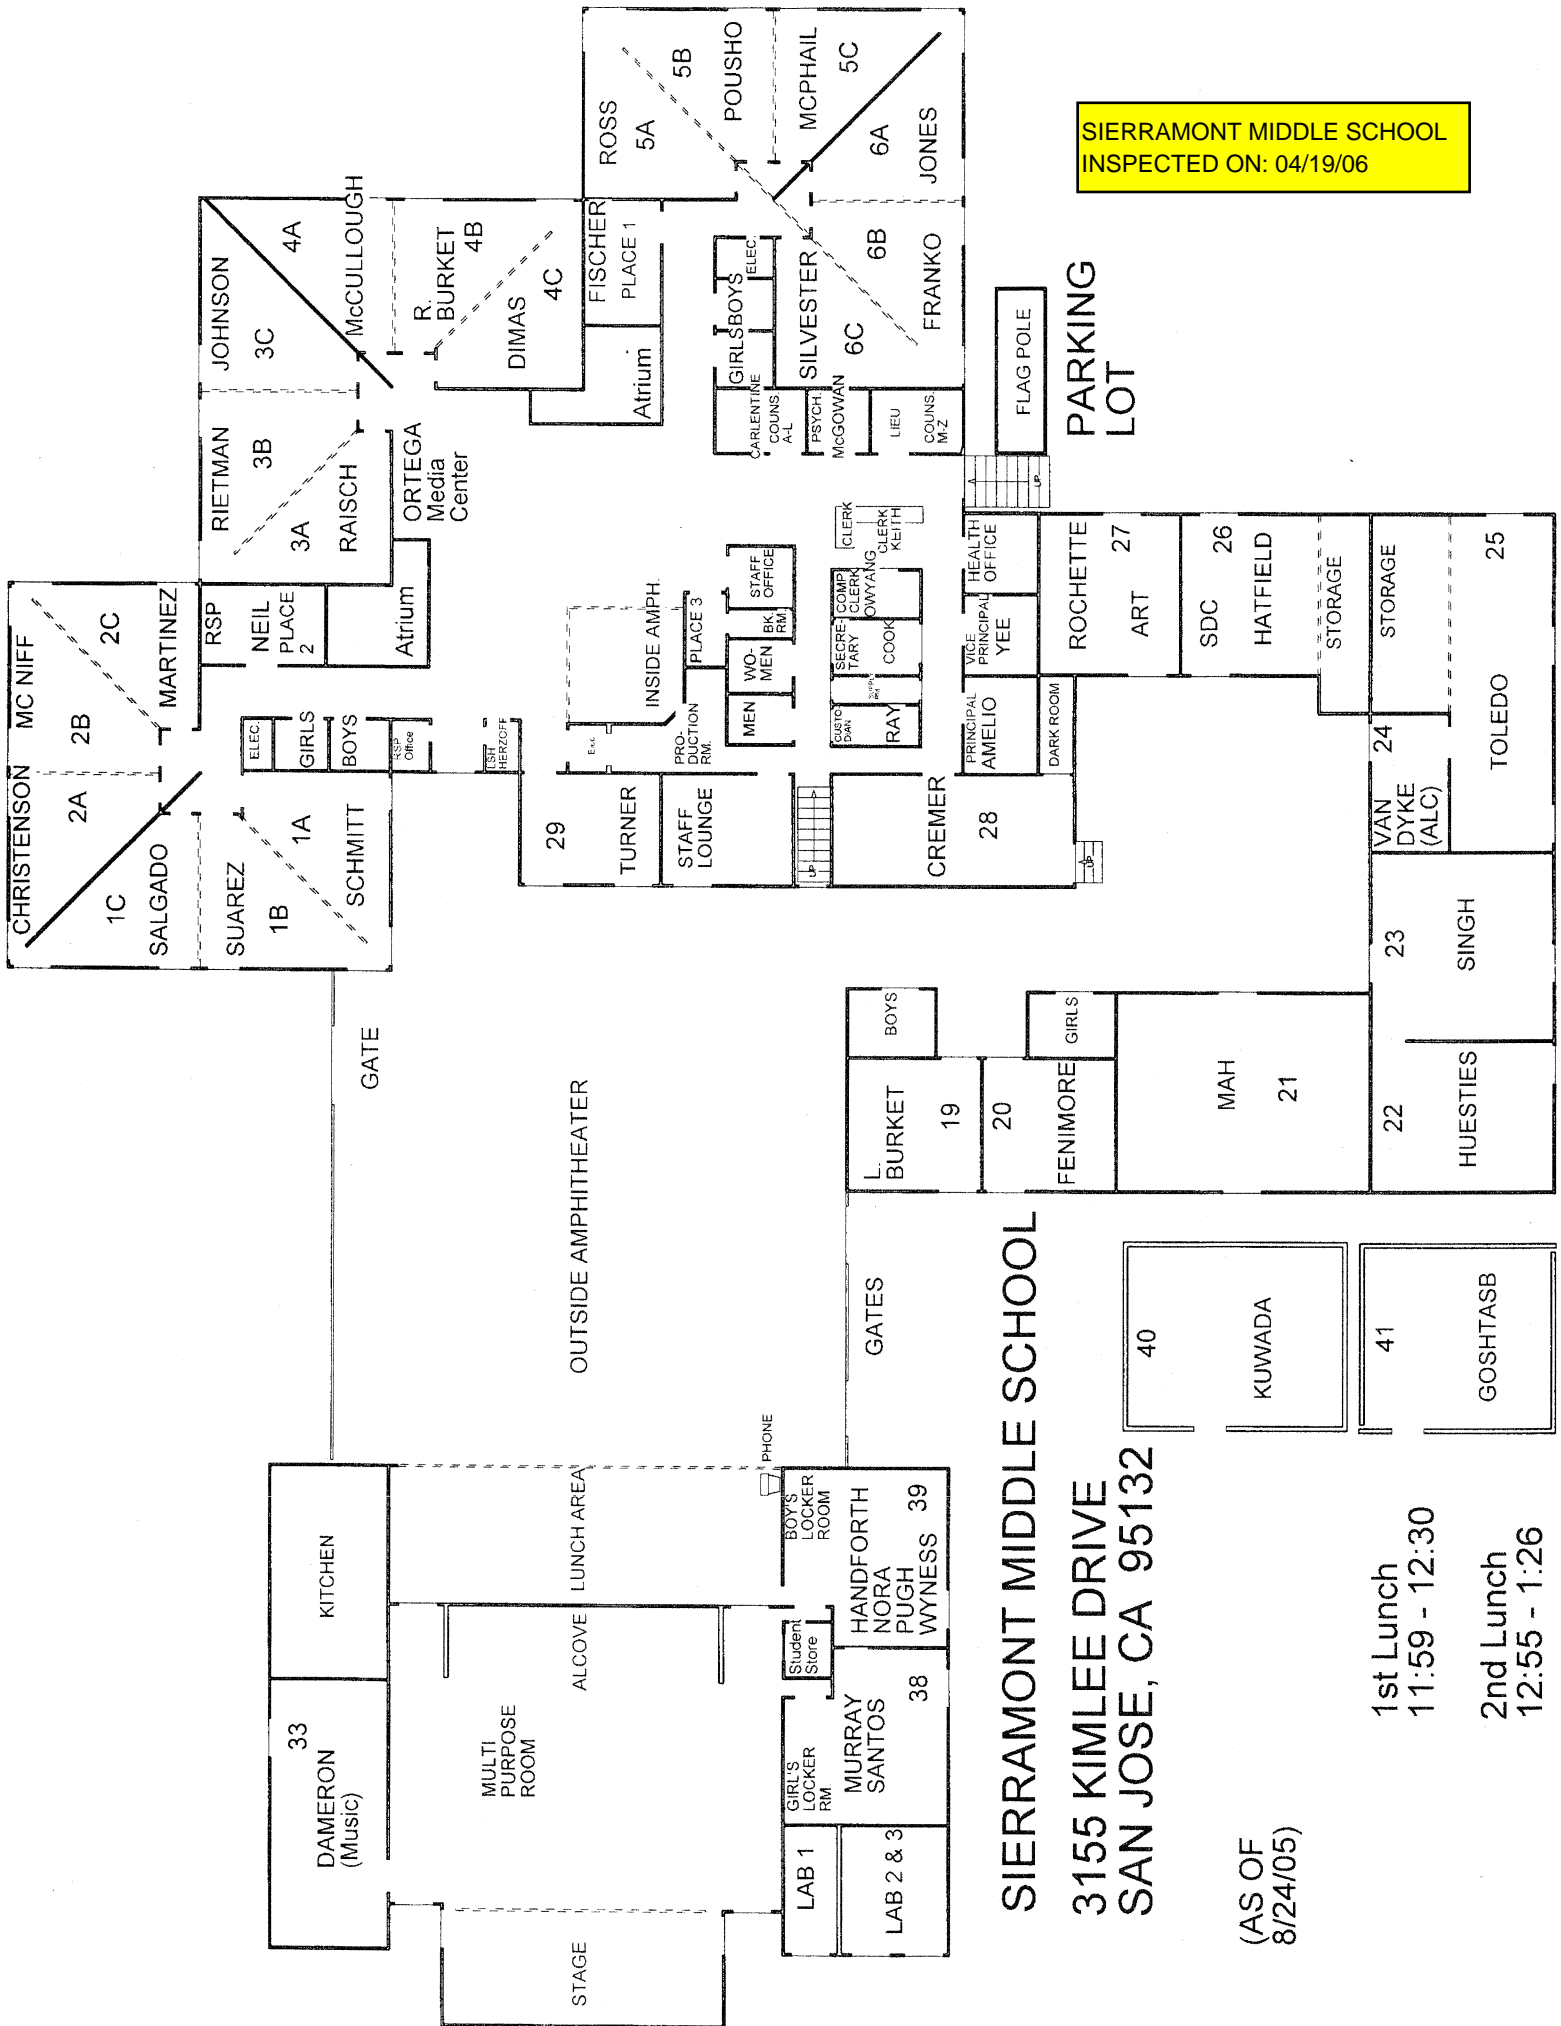 SIERRAMONT MIDDLE SCHOOL
INSPECTED ON: 04/19/06
CHRISTENSON
2A
MC NIFF
2B
2C
MARTINEZ
1C
SALGADO
SUAREZ
1B
1A
SCHMITT
ELEC.
GIRLS
BOYS
RSP
Office
LSH
HERZOFF
RSP
NEIL
PLACE
2
Atrium
RIETMAN
3B
3A
RAISCH
JOHNSON
3C
4A
McCULLOUGH
R.
BURKET
4B
DIMAS
4C
ORTEGA
Media
Center
FISCHER
PLACE 1
Atrium
ROSS
5A
5B
POUSHO
MCPHAIL
5C
6A
JONES
6B
FRANKO
SILVESTER
6C
GIRLS
BOYS
ELEC.
CARLENTINE
COUNS.
A-L
PSYCH.
McGOWAN
LIEU
COUNS.
M-Z
FLAG POLE
PARKING
LOT
UP
INSIDE AMPH.
PLACE 3
STAFF
OFFICE
BK.
RM.
WO-
MEN
MEN
PRO-
DUCTION
RM.
29
TURNER
STAFF
LOUNGE
UP
CLERK
CLERK
KEITH
COMP.
CLERK
OWYANG
SECRE-
TARY
COOK
CUSTO-
DIAN
RAY
HEALTH
OFFICE
VICE
PRINCIPAL
YEE
PRINCIPAL
AMELIO
DARK ROOM
CREMER
28
UP
ROCHETTE
27
ART
SDC
26
HATFIELD
STORAGE
STORAGE
25
TOLEDO
24
VAN
DYKE
(ALC)
23
SINGH
22
HUESTIES
MAH
21
BOYS
GIRLS
L.
BURKET
19
20
FENIMORE
GATE
OUTSIDE AMPHITHEATER
GATES
40
KUWADA
41
GOSHTASB
KITCHEN
33
DAMERON
(Music)
LUNCH AREA
ALCOVE
MULTI
PURPOSE
ROOM
STAGE
PHONE
BOY'S
LOCKER
ROOM
HANDFORTH
NORA
PUGH
WYNESS
39
Student
Store
GIRL'S
LOCKER
RM.
MURRAY
SANTOS
38
LAB 1
LAB 2 & 3
SIERRAMONT MIDDLE SCHOOL
3155 KIMLEE DRIVE
SAN JOSE, CA 95132
(AS OF
8/24/05)
1st Lunch
11:59 - 12:30
2nd Lunch
12:55 - 1:26